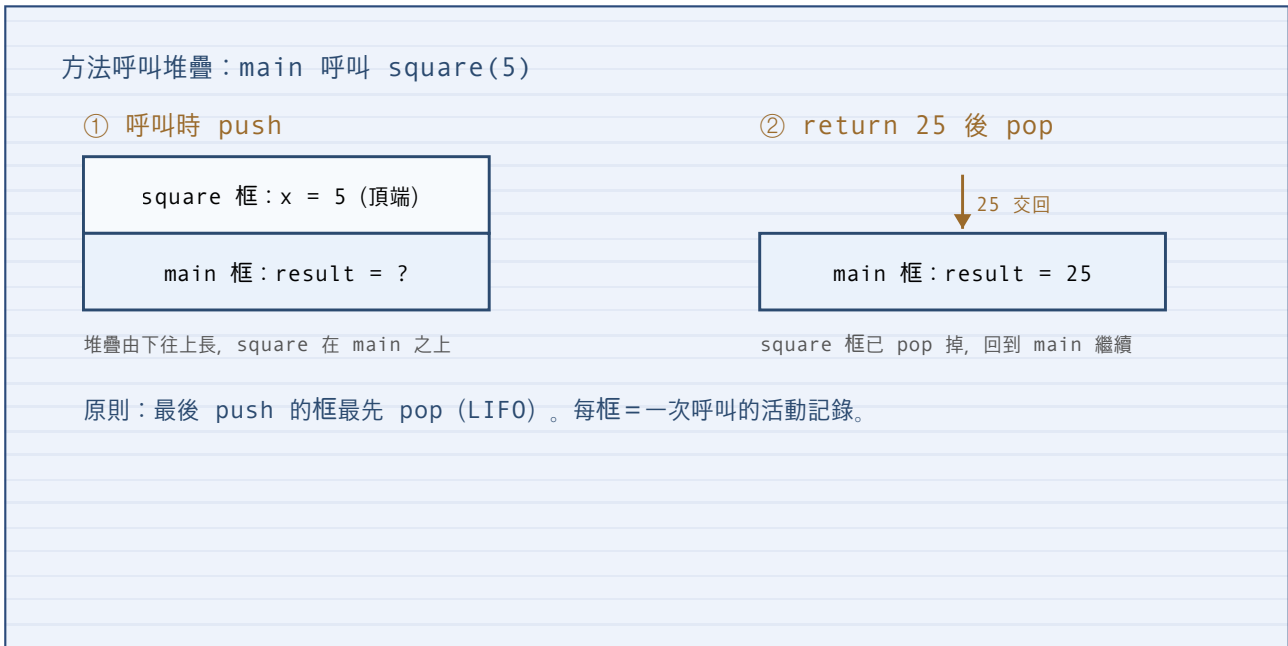 方法呼叫堆疊：main 呼叫 square(5)
① 呼叫時 push
square 框：x = 5 (頂端)
main 框：result = ?
堆疊由下往上長, square 在 main 之上
② return 25 後 pop
25 交回
main 框：result = 25
square 框已 pop 掉, 回到 main 繼續
原則：最後 push 的框最先 pop (LIFO) 。每框＝一次呼叫的活動記錄。